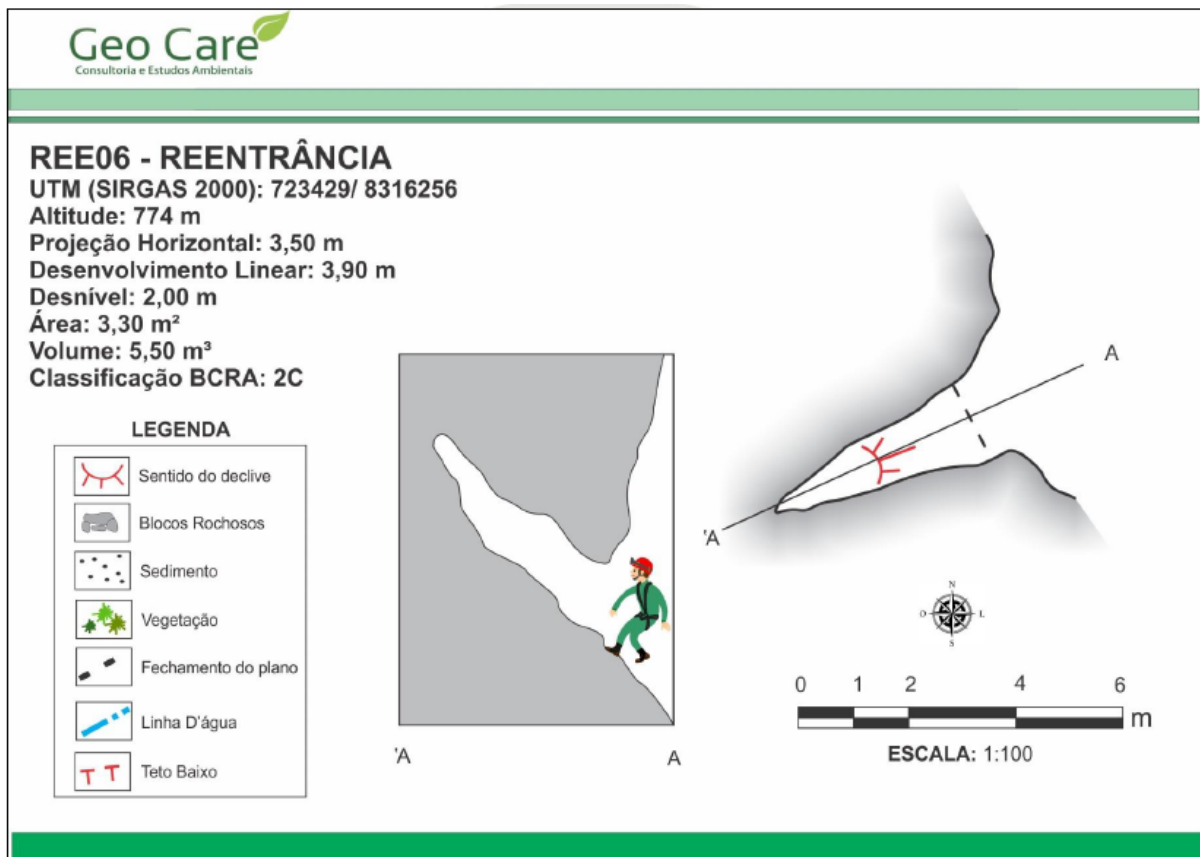 Geo Care
Consultoria e Estudos Ambientais
REE06 - REENTRÂNCIA
UTM (SIRGAS 2000): 723429/ 8316256
Altitude: 774 m
Projeção Horizontal: 3,50 m
Desenvolvimento Linear: 3,90 m
Desnível: 2,00 m
Área: 3,30 m²
Volume: 5,50 m³
Classificação BCRA: 2C
LEGENDA
Sentido do declive
Blocos Rochosos
Sedimento
Vegetação
Fechamento do plano
Linha D'água
Teto Baixo
'A
A
A
'A
N
O
L
S
0 1 2 4 6
m
ESCALA: 1:100